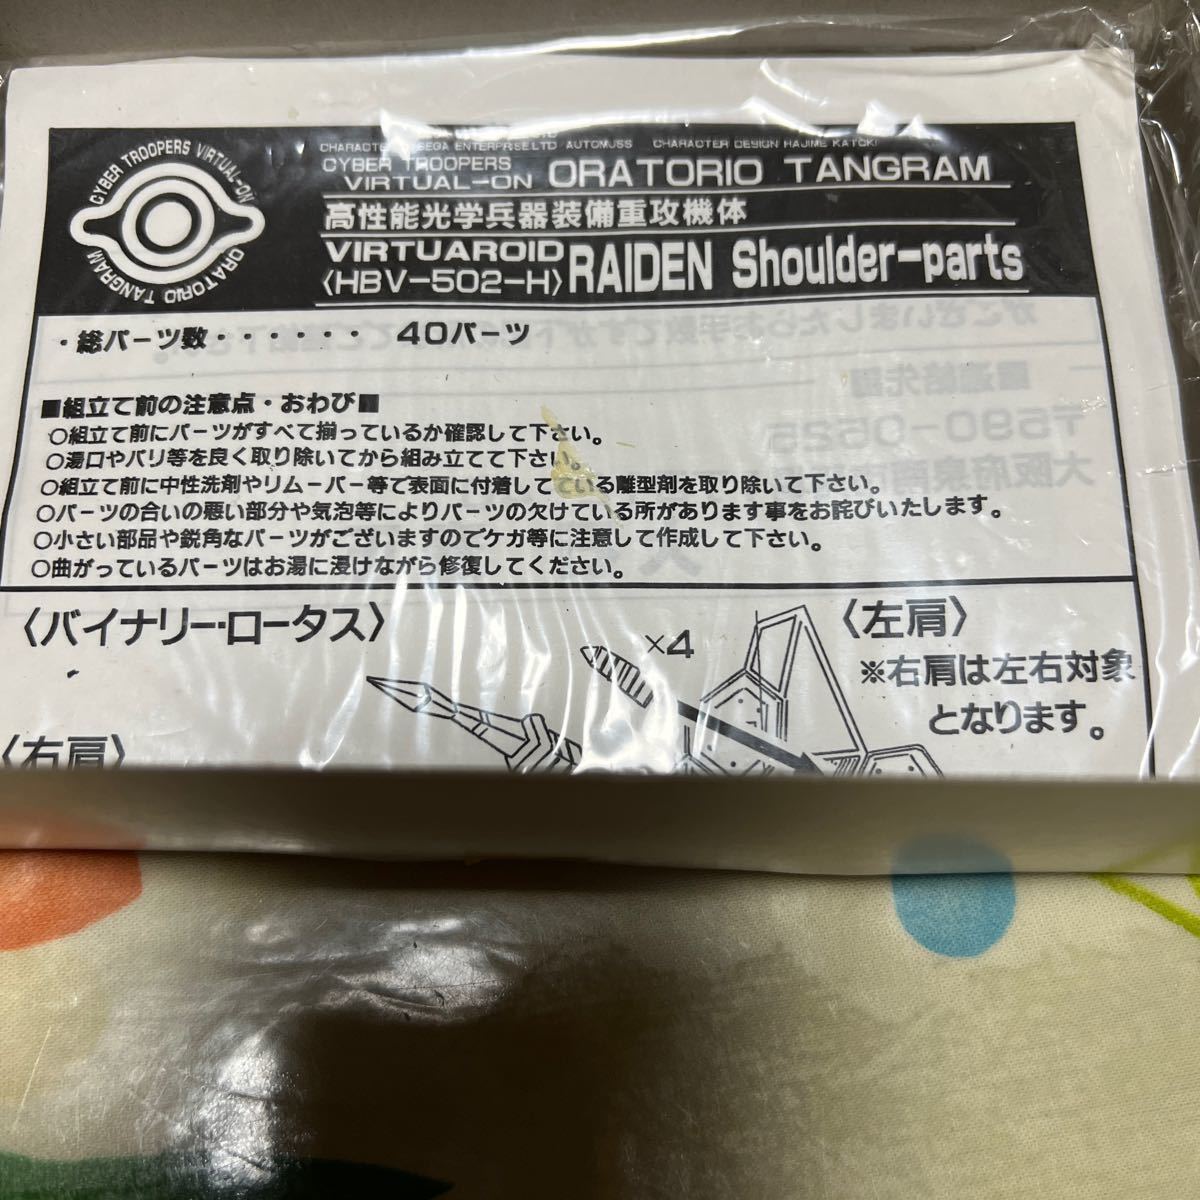 CYBER TROOPERS VIRTUAL-ON
ORATORIO TANGRAM
CHARACTER SEGA ENTERPRISE.LTD AUTOMUSS CHARACTER DESIGN HAJIME KATOKI
CYBER TROOPERS
VIRTUAL-ON ORATORIO TANGRAM
高性能光学兵器装備重攻機体
VIRTUAROID
〈HBV-502-H〉RAIDEN Shoulder-parts
・総パーツ数・・・・・・ 40パーツ
■組立て前の注意点・おわび■
○組立て前にパーツがすべて揃っているか確認して下さい。
○湯口やバリ等を良く取り除いてから組み立てて下さい。
○組立て前に中性洗剤やリムーバー等で表面に付着している離型剤を取り除いて下さい。
○パーツの合いの悪い部分や気泡等によりパーツの欠けている所があります事をお詫びいたします。
○小さい部品や鋭角なパーツがございますのでケガ等に注意して作成して下さい。
○曲がっているパーツはお湯に浸けながら修復してください。
〈バイナリー・ロータス〉
×4
〈左肩〉
※右肩は左右対象
となります。
〈右肩〉